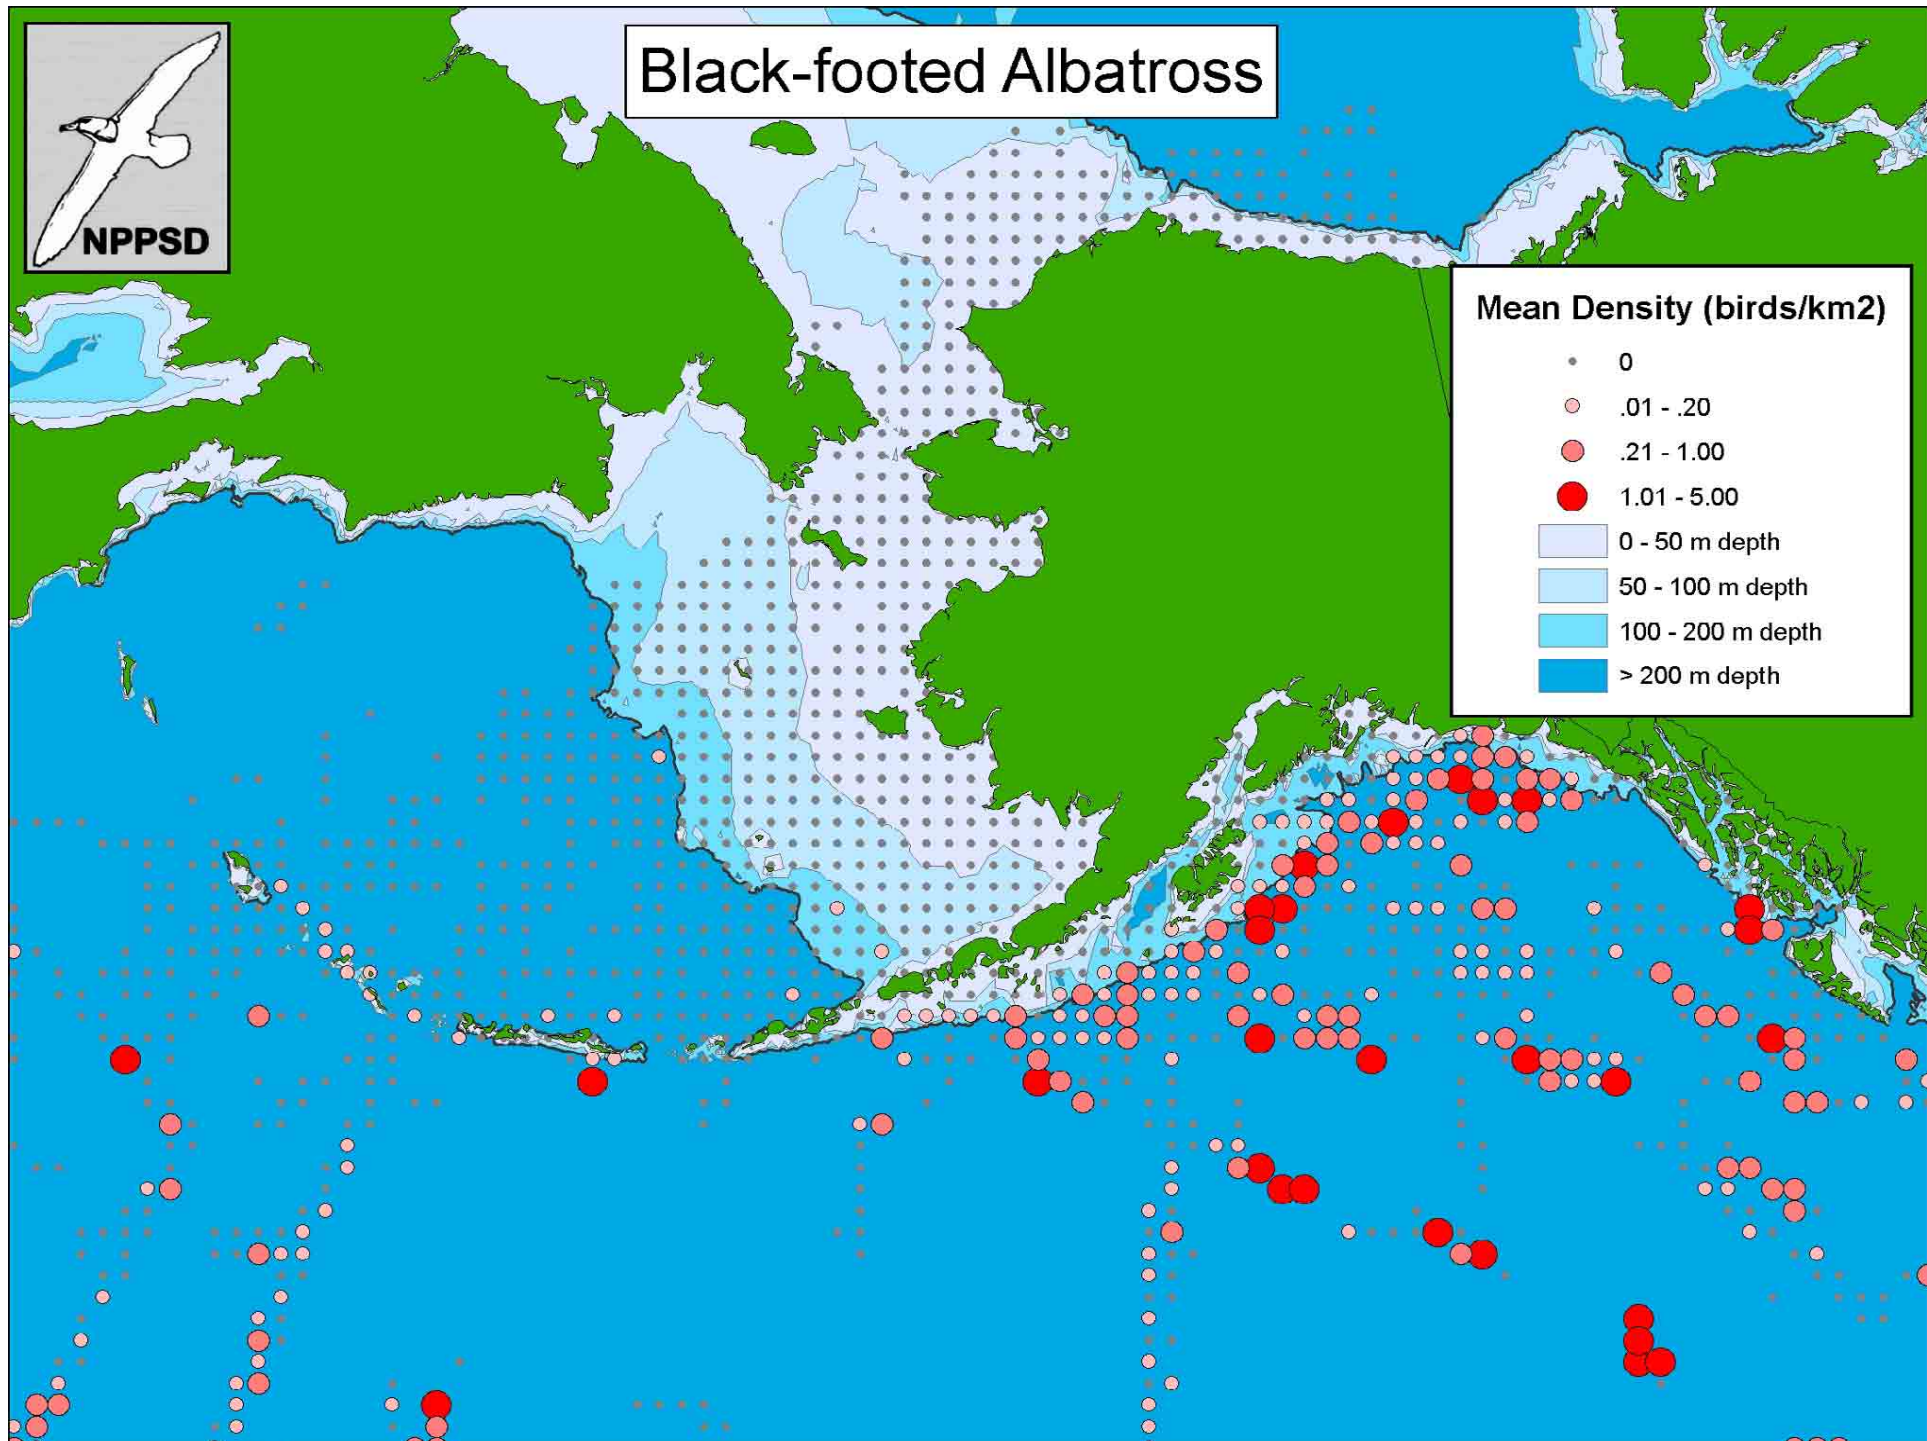 Black-footed Albatross
NPPSD
Mean Density (birds/km2)
0
.01 - .20
.21 - 1.00
1.01 - 5.00
0 - 50 m depth
50 - 100 m depth
100 - 200 m depth
> 200 m depth